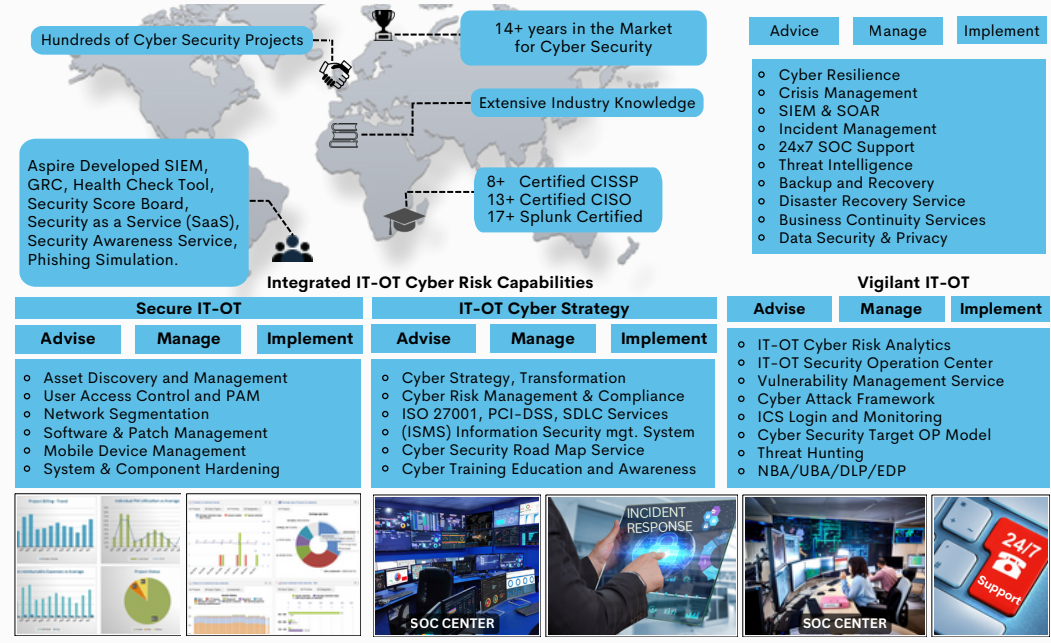 Hundreds of Cyber Security Projects
14+ years in the Market
for Cyber Security
Extensive Industry Knowledge
Aspire Developed SIEM,
GRC, Health Check Tool,
Security Score Board,
Security as a Service (SaaS),
Security Awareness Service,
Phishing Simulation.
8+ Certified CISSP
13+ Certified CISO
17+ Splunk Certified
Advice Manage Implement
Cyber Resilience
Crisis Management
SIEM & SOAR
Incident Management
24x7 SOC Support
Threat Intelligence
Backup and Recovery
Disaster Recovery Service
Business Continuity Services
Data Security & Privacy
Integrated IT-OT Cyber Risk Capabilities
Secure IT-OT
Advise Manage Implement
Asset Discovery and Management
User Access Control and PAM
Network Segmentation
Software & Patch Management
Mobile Device Management
System & Component Hardening
IT-OT Cyber Strategy
Advise Manage Implement
Cyber Strategy, Transformation
Cyber Risk Management & Compliance
ISO 27001, PCI-DSS, SDLC Services
(ISMS) Information Security mgt. System
Cyber Security Road Map Service
Cyber Training Education and Awareness
Vigilant IT-OT
Advise Manage Implement
IT-OT Cyber Risk Analytics
IT-OT Security Operation Center
Vulnerability Management Service
Cyber Attack Framework
ICS Login and Monitoring
Cyber Security Target OP Model
Threat Hunting
NBA/UBA/DLP/EDP
Project Billing - Trend
Project Status
SOC CENTER
INCIDENT
RESPONSE
SOC CENTER
24/7
Support